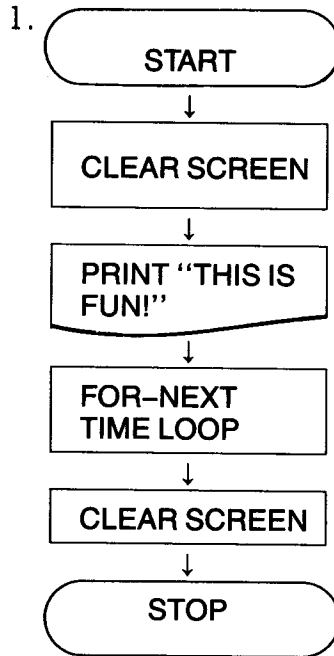 1.
START
CLEAR SCREEN
PRINT “THIS IS
FUN!”
FOR–NEXT
TIME LOOP
CLEAR SCREEN
STOP